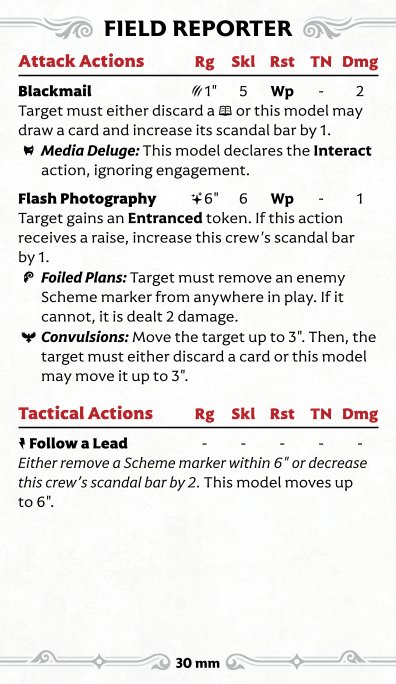 FIELD REPORTER
Attack Actions Rg Skl Rst TN Dmg
Blackmail 1" 5 Wp - 2
Target must either discard a or this model may
draw a card and increase its scandal bar by 1.
Media Deluge: This model declares the Interact
action, ignoring engagement.
Flash Photography 6" 6 Wp - 1
Target gains an Entranced token. If this action
receives a raise, increase this crew's scandal bar
by 1.
Foiled Plans: Target must remove an enemy
Scheme marker from anywhere in play. If it
cannot, it is dealt 2 damage.
Convulsions: Move the target up to 3". Then, the
target must either discard a card or this model
may move it up to 3".
Tactical Actions Rg Skl Rst TN Dmg
Follow a Lead - - - - -
Either remove a Scheme marker within 6" or decrease
this crew's scandal bar by 2. This model moves up
to 6".
30 mm